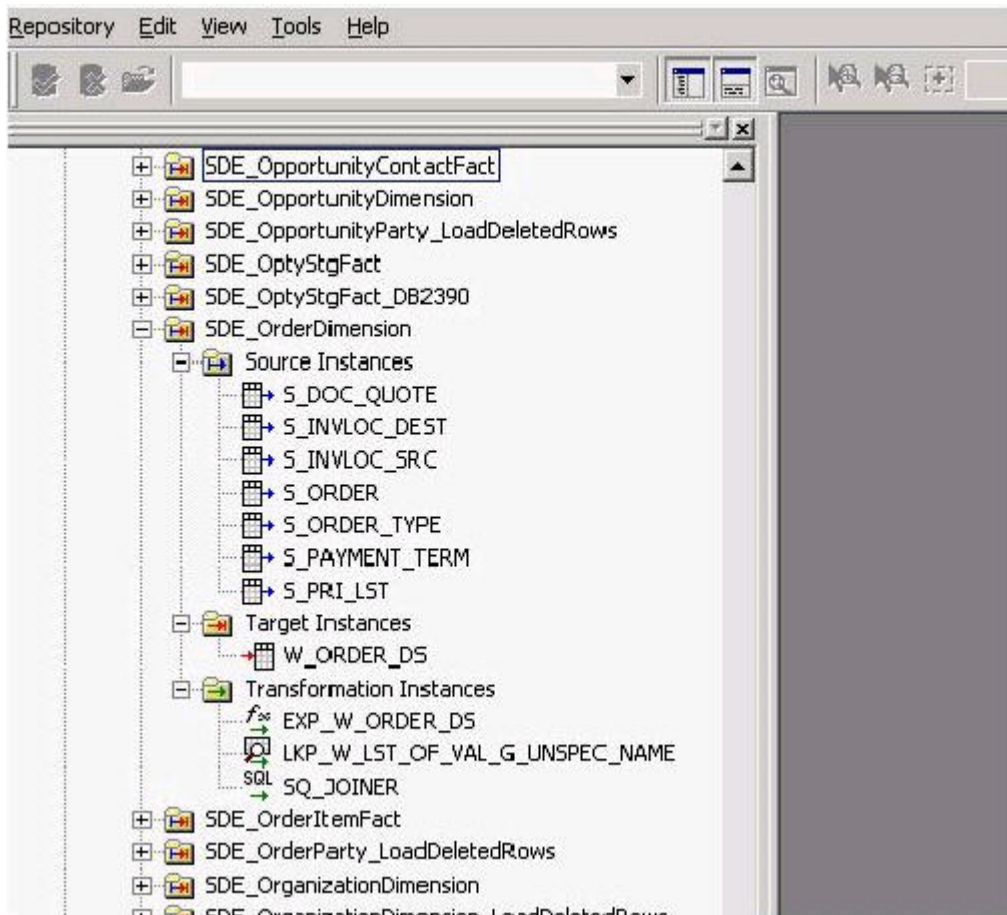 Repository Edit View Tools Help
SDE_OpportunityContactFact
SDE_OpportunityDimension
SDE_OpportunityParty_LoadDeletedRows
SDE_OptyStgFact
SDE_OptyStgFact_DB2390
SDE_OrderDimension
Source Instances
S_DOC_QUOTE
S_INVLOC_DEST
S_INVLOC_SRC
S_ORDER
S_ORDER_TYPE
S_PAYMENT_TERM
S_PRI_LST
Target Instances
W_ORDER_DS
Transformation Instances
EXP_W_ORDER_DS
LKP_W_LST_OF_VAL_G_UNSPEC_NAME
SQL SQ_JOINER
SDE_OrderItemFact
SDE_OrderParty_LoadDeletedRows
SDE_OrganizationDimension
SDE_OrganizationDimension_LoadDeletedRows